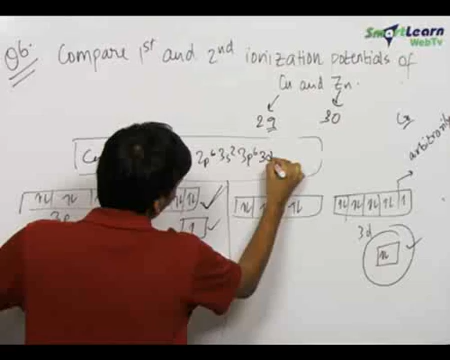 SmartLearn
WebTv
Q6. Compare 1st and 2nd ionization potentials of
Cu and Zn.
29 30
Cu 2p⁶3s²3p⁶3d
arbitrarily
3p
3d